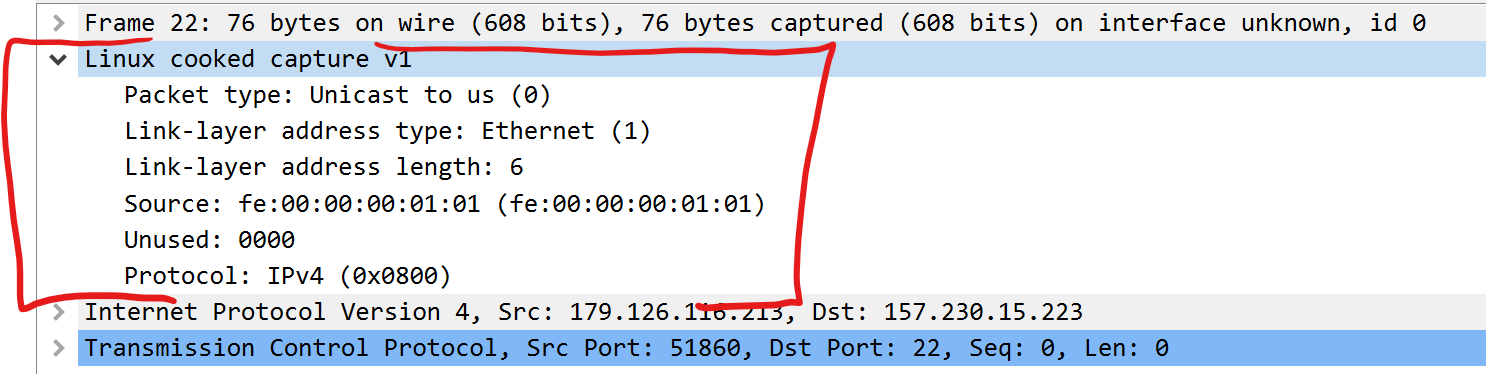 Frame 22: 76 bytes on wire (608 bits), 76 bytes captured (608 bits) on interface unknown, id 0
Linux cooked capture v1
Packet type: Unicast to us (0)
Link-layer address type: Ethernet (1)
Link-layer address length: 6
Source: fe:00:00:00:01:01 (fe:00:00:00:01:01)
Unused: 0000
Protocol: IPv4 (0x0800)
Internet Protocol Version 4, Src: 179.126.116.213, Dst: 157.230.15.223
Transmission Control Protocol, Src Port: 51860, Dst Port: 22, Seq: 0, Len: 0